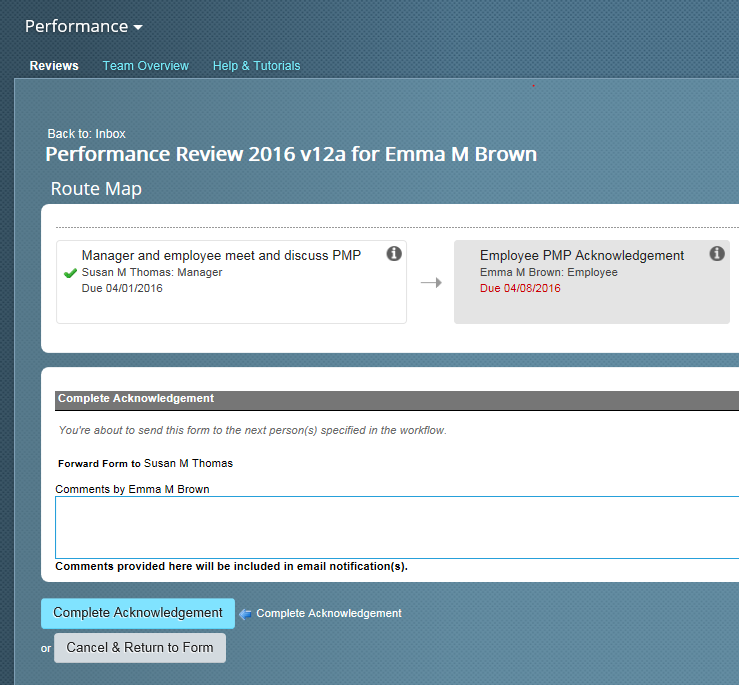 Performance
Reviews Team Overview Help & Tutorials
Back to: Inbox
Performance Review 2016 v12a for Emma M Brown
Route Map
Manager and employee meet and discuss PMP
Susan M Thomas: Manager
Due 04/01/2016
Employee PMP Acknowledgement
Emma M Brown: Employee
Due 04/08/2016
Complete Acknowledgement
You're about to send this form to the next person(s) specified in the workflow.
Forward Form to Susan M Thomas
Comments by Emma M Brown
Comments provided here will be included in email notification(s).
Complete Acknowledgement Complete Acknowledgement
or Cancel & Return to Form